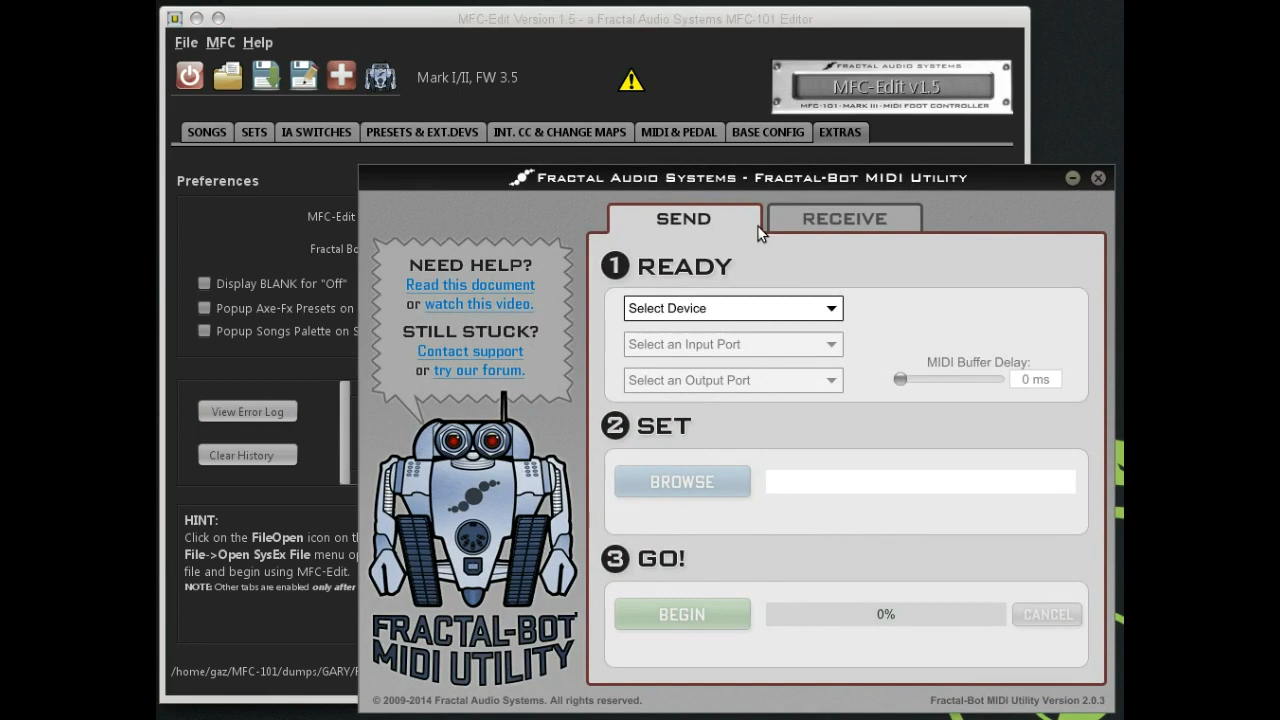 MFC-Edit Version 1.5 - a Fractal Audio Systems MFC-101 Editor
File MFC Help
Mark I/II, FW 3.5
FRACTAL AUDIO SYSTEMS
MFC-Edit v1.5
MFC-101 MARK III MIDI FOOT CONTROLLER
SONGS SETS IA SWITCHES PRESETS & EXT.DEVS INT. CC & CHANGE MAPS MIDI & PEDAL BASE CONFIG EXTRAS
Preferences
MFC-Edit
Fractal Bo
Display BLANK for "Off"
Popup Axe-Fx Presets on
Popup Songs Palette on S
View Error Log
Clear History
HINT:
Click on the FileOpen icon on th
File->Open SysEx File menu op
file and begin using MFC-Edit.
NOTE: Other tabs are enabled only after
/home/gaz/MFC-101/dumps/GARY/
FRACTAL AUDIO SYSTEMS - FRACTAL-BOT MIDI UTILITY
SEND RECEIVE
NEED HELP?
Read this document
or watch this video.
STILL STUCK?
Contact support
or try our forum.
FRACTAL-BOT
MIDI UTILITY
1 READY
Select Device
Select an Input Port
Select an Output Port
MIDI Buffer Delay:
0 ms
2 SET
BROWSE
3 GO!
BEGIN 0% CANCEL
© 2009-2014 Fractal Audio Systems. All rights reserved.
Fractal-Bot MIDI Utility Version 2.0.3